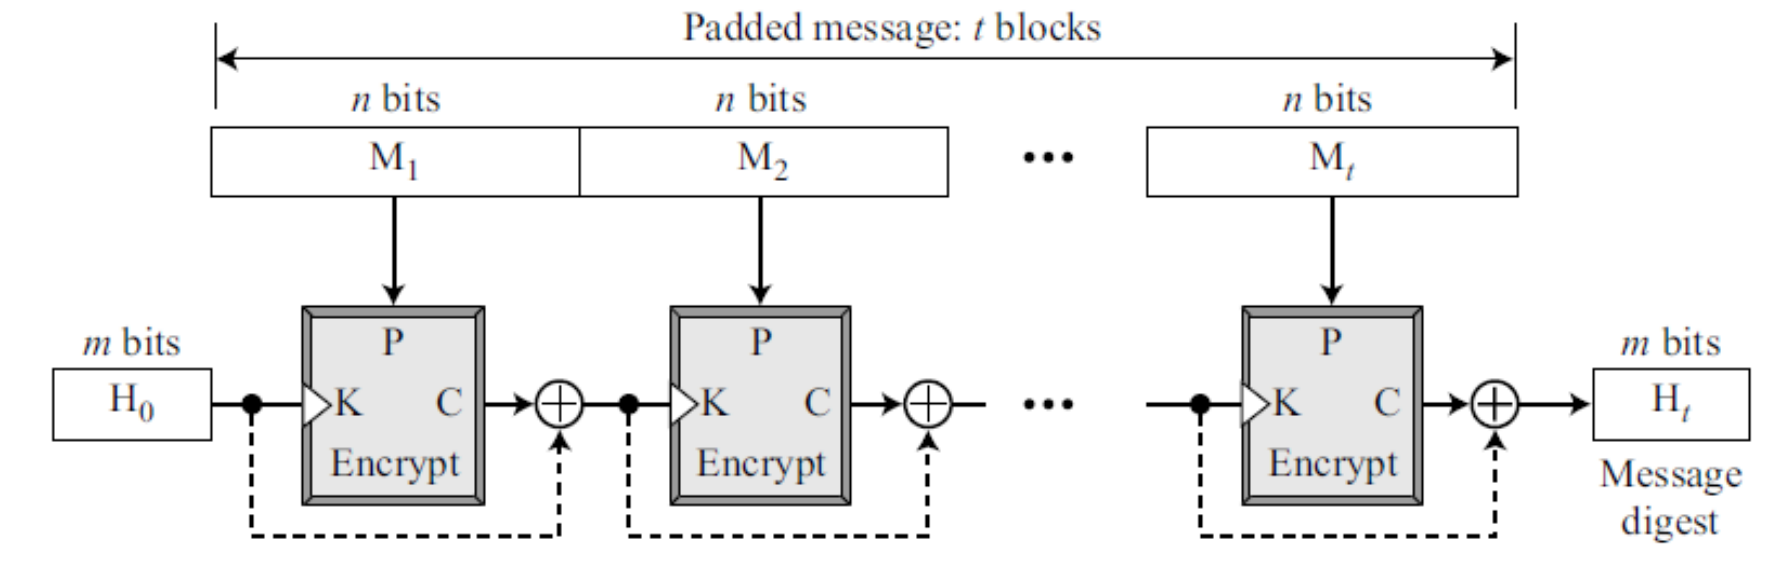 Padded message: t blocks
n bits n bits n bits
M₁ M₂ ••• Mₜ
m bits P P P m bits
H₀ K C K C ••• K C Hₜ
Encrypt Encrypt Encrypt
Message
digest